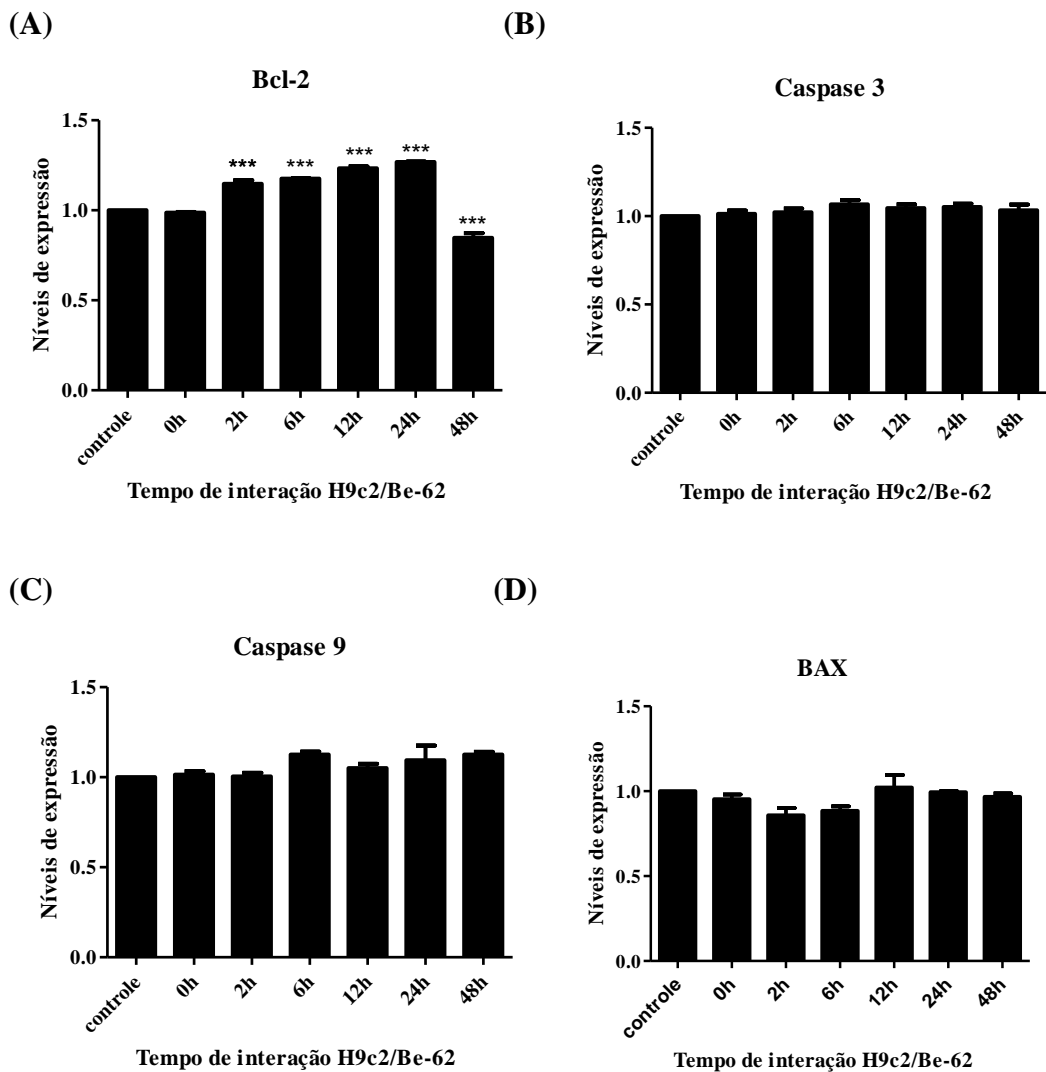 (A)
Bcl-2
Níveis de expressão
1.5
1.0
0.5
0.0
***
***
***
***
***
controle
0h
2h
6h
12h
24h
48h
Tempo de interação H9c2/Be-62
(B)
Caspase 3
Níveis de expressão
1.5
1.0
0.5
0.0
controle
0h
2h
6h
12h
24h
48h
Tempo de interação H9c2/Be-62
(C)
Caspase 9
Níveis de expressão
1.5
1.0
0.5
0.0
controle
0h
2h
6h
12h
24h
48h
Tempo de interação H9c2/Be-62
(D)
BAX
Níveis de expressão
1.5
1.0
0.5
0.0
controle
0h
2h
6h
12h
24h
48h
Tempo de interação H9c2/Be-62